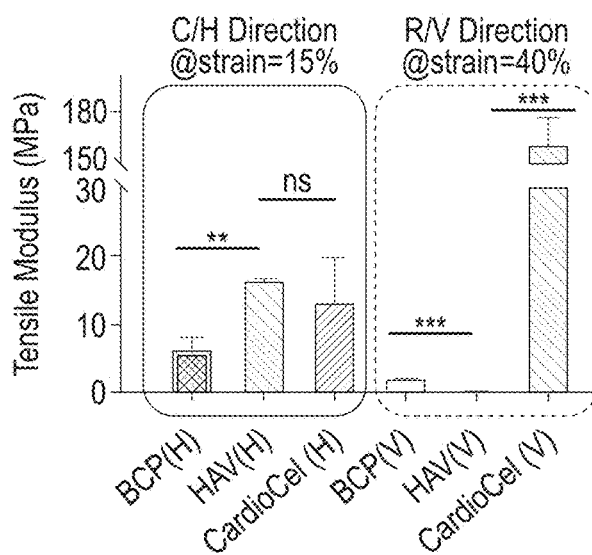 C/H Direction
@strain=15%
R/V Direction
@strain=40%
Tensile Modulus (MPa)
180
150
30
20
10
0
**
ns
***
***
BCP(H)
HAV(H)
CardioCel (H)
BCP(V)
HAV(V)
CardioCel (V)